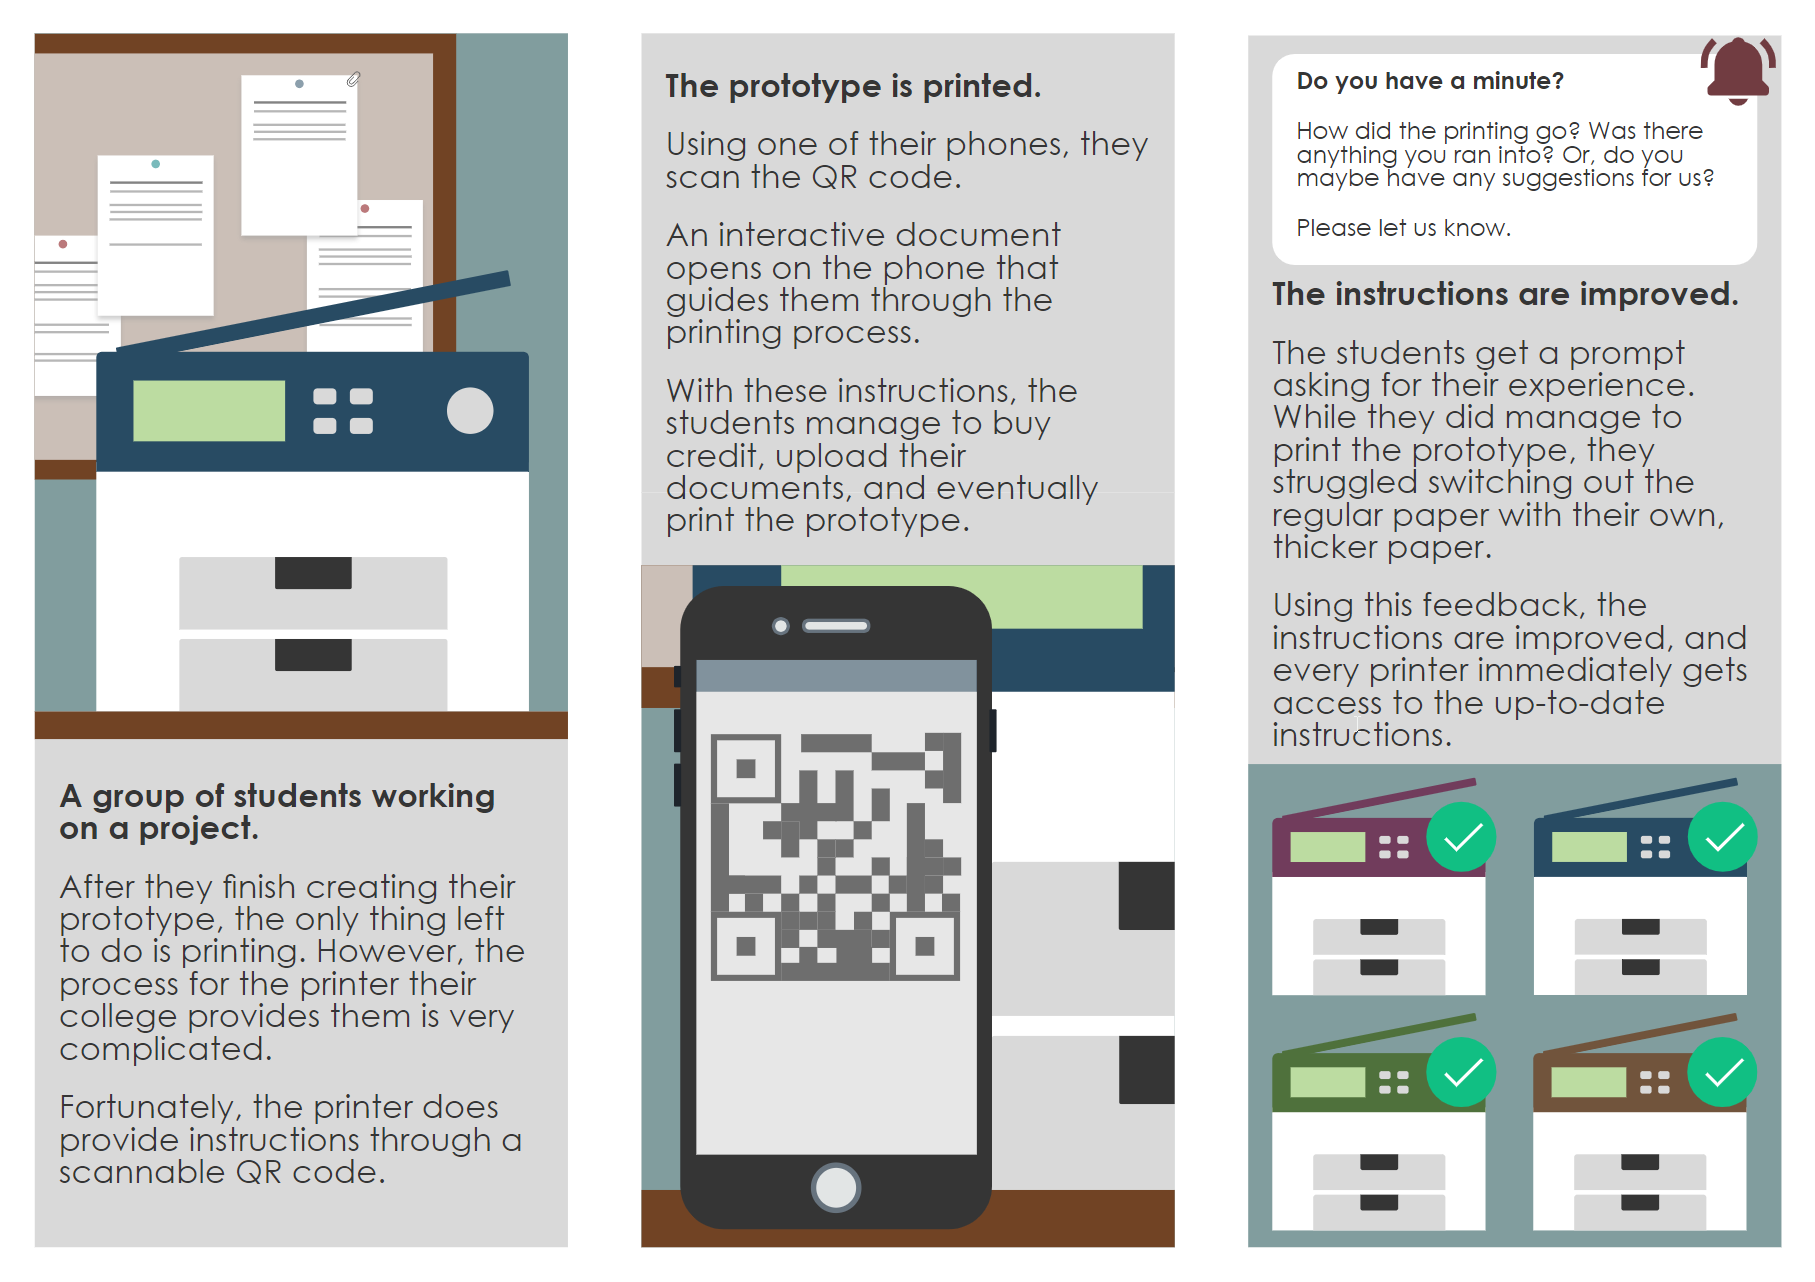 A group of students working
on a project.
After they finish creating their
prototype, the only thing left
to do is printing. However, the
process for the printer their
college provides them is very
complicated.
Fortunately, the printer does
provide instructions through a
scannable QR code.
The prototype is printed.
Using one of their phones, they
scan the QR code.
An interactive document
opens on the phone that
guides them through the
printing process.
With these instructions, the
students manage to buy
credit, upload their
documents, and eventually
print the prototype.
Do you have a minute?
How did the printing go? Was there
anything you ran into? Or, do you
maybe have any suggestions for us?
Please let us know.
The instructions are improved.
The students get a prompt
asking for their experience.
While they did manage to
print the prototype, they
struggled switching out the
regular paper with their own,
thicker paper.
Using this feedback, the
instructions are improved, and
every printer immediately gets
access to the up-to-date
instructions.